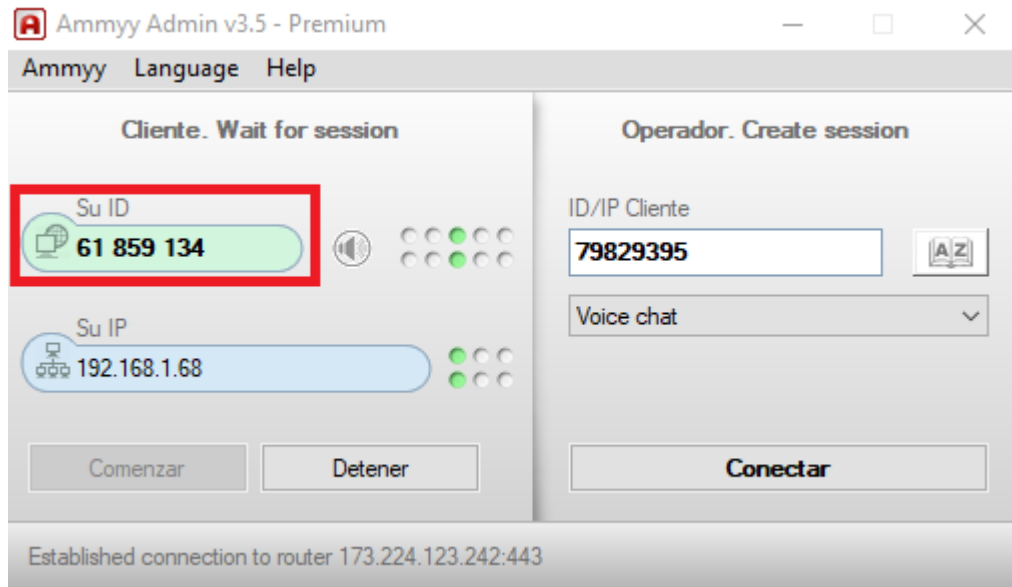 Ammyy Admin v3.5 - Premium
Ammyy Language Help
Cliente. Wait for session
Su ID
61 859 134
Su IP
192.168.1.68
Comenzar Detener
Operador. Create session
ID/IP Cliente
79829395
AZ
Voice chat
Conectar
Established connection to router 173.224.123.242:443